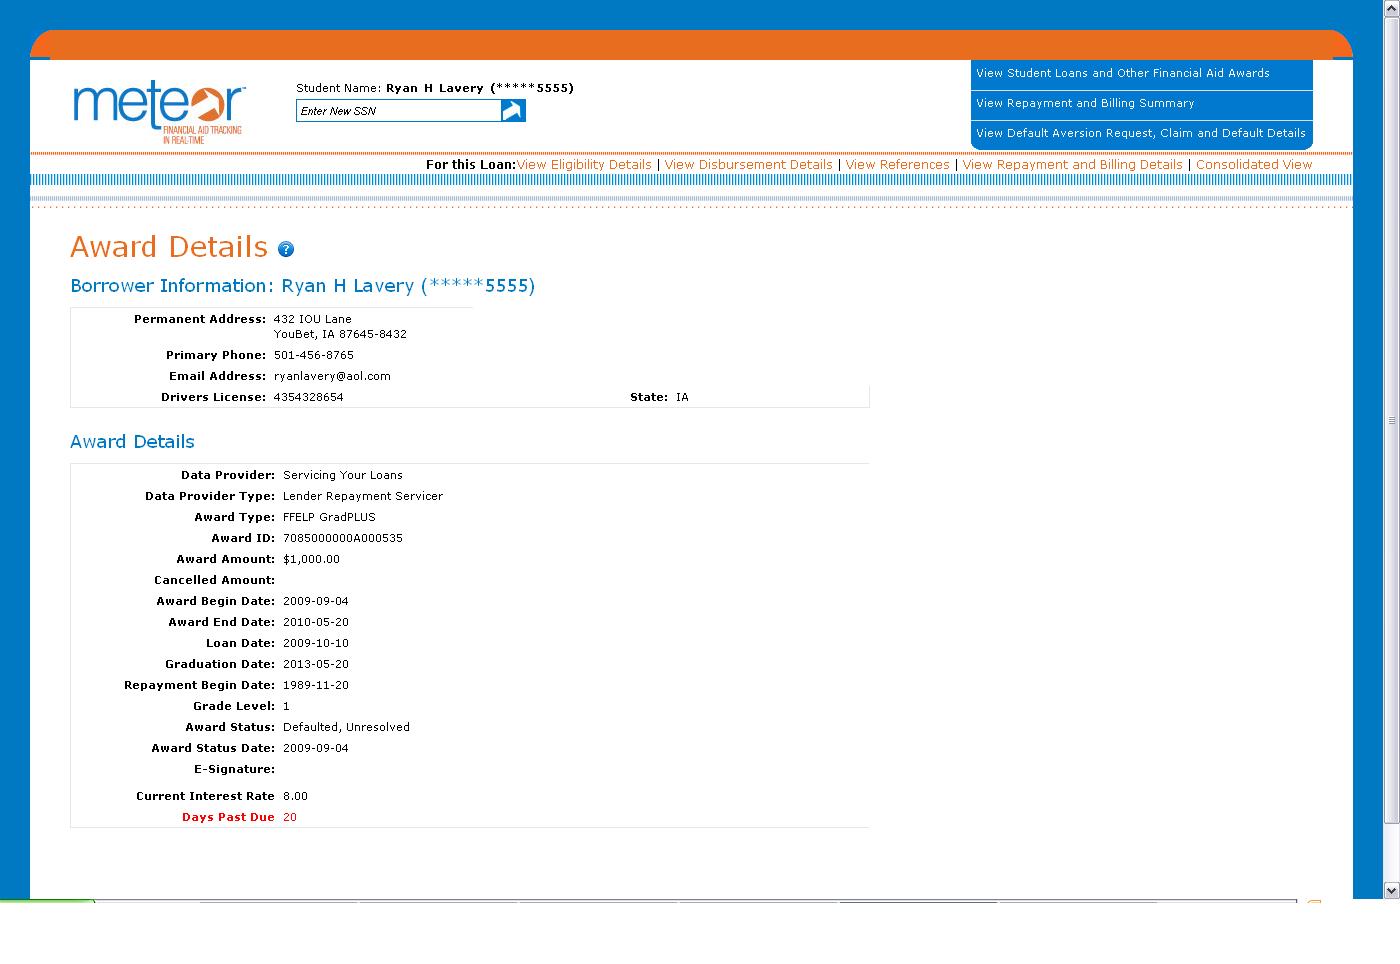 meteor
FINANCIAL AID TRACKING
IN REAL-TIME
Student Name: Ryan H Lavery (*****5555)
Enter New SSN
View Student Loans and Other Financial Aid Awards
View Repayment and Billing Summary
View Default Aversion Request, Claim and Default Details
For this Loan:View Eligibility Details | View Disbursement Details | View References | View Repayment and Billing Details | Consolidated View
Award Details ?
Borrower Information: Ryan H Lavery (*****5555)
Permanent Address: 432 IOU Lane
YouBet, IA 87645-8432
Primary Phone: 501-456-8765
Email Address: ryanlavery@aol.com
Drivers License: 4354328654 State: IA
Award Details
Data Provider: Servicing Your Loans
Data Provider Type: Lender Repayment Servicer
Award Type: FFELP GradPLUS
Award ID: 7085000000A000535
Award Amount: $1,000.00
Cancelled Amount:
Award Begin Date: 2009-09-04
Award End Date: 2010-05-20
Loan Date: 2009-10-10
Graduation Date: 2013-05-20
Repayment Begin Date: 1989-11-20
Grade Level: 1
Award Status: Defaulted, Unresolved
Award Status Date: 2009-09-04
E-Signature:
Current Interest Rate 8.00
Days Past Due 20